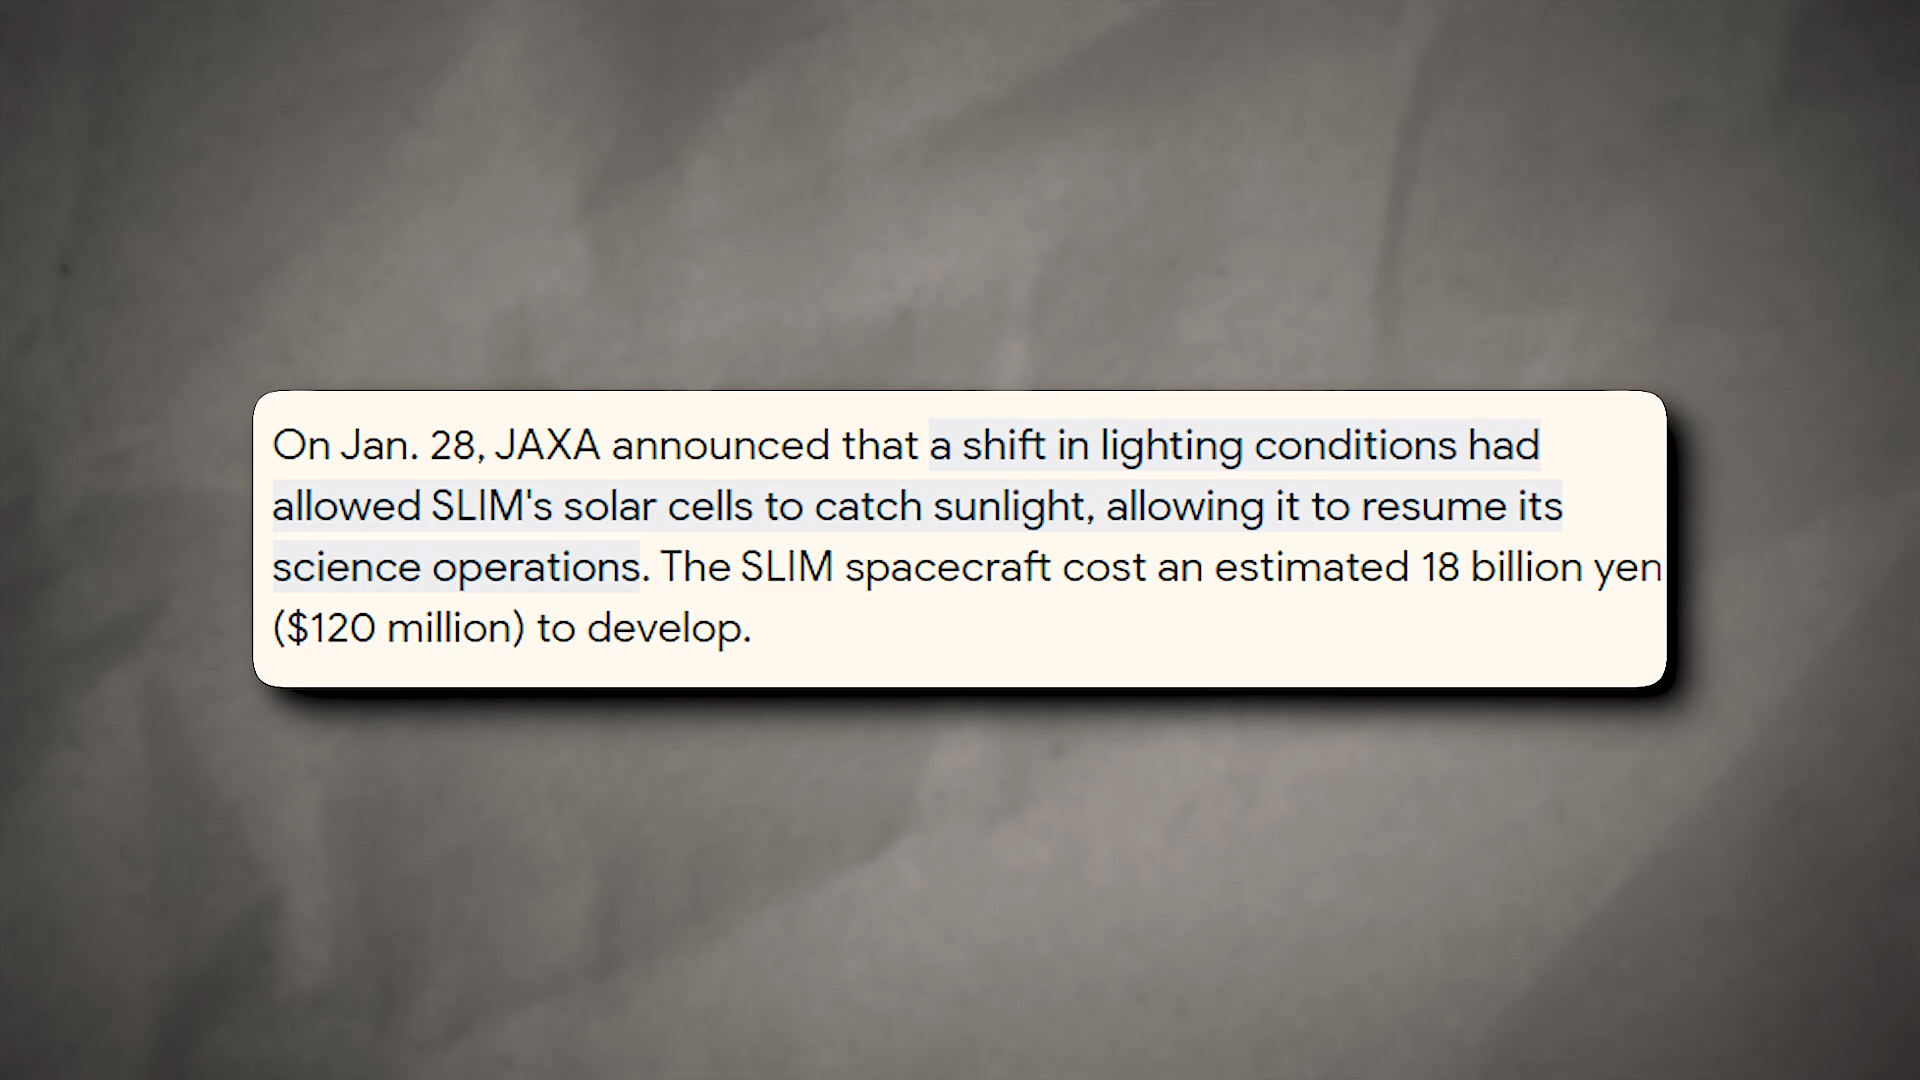 On Jan. 28, JAXA announced that a shift in lighting conditions had
allowed SLIM's solar cells to catch sunlight, allowing it to resume its
science operations. The SLIM spacecraft cost an estimated 18 billion yen
($120 million) to develop.